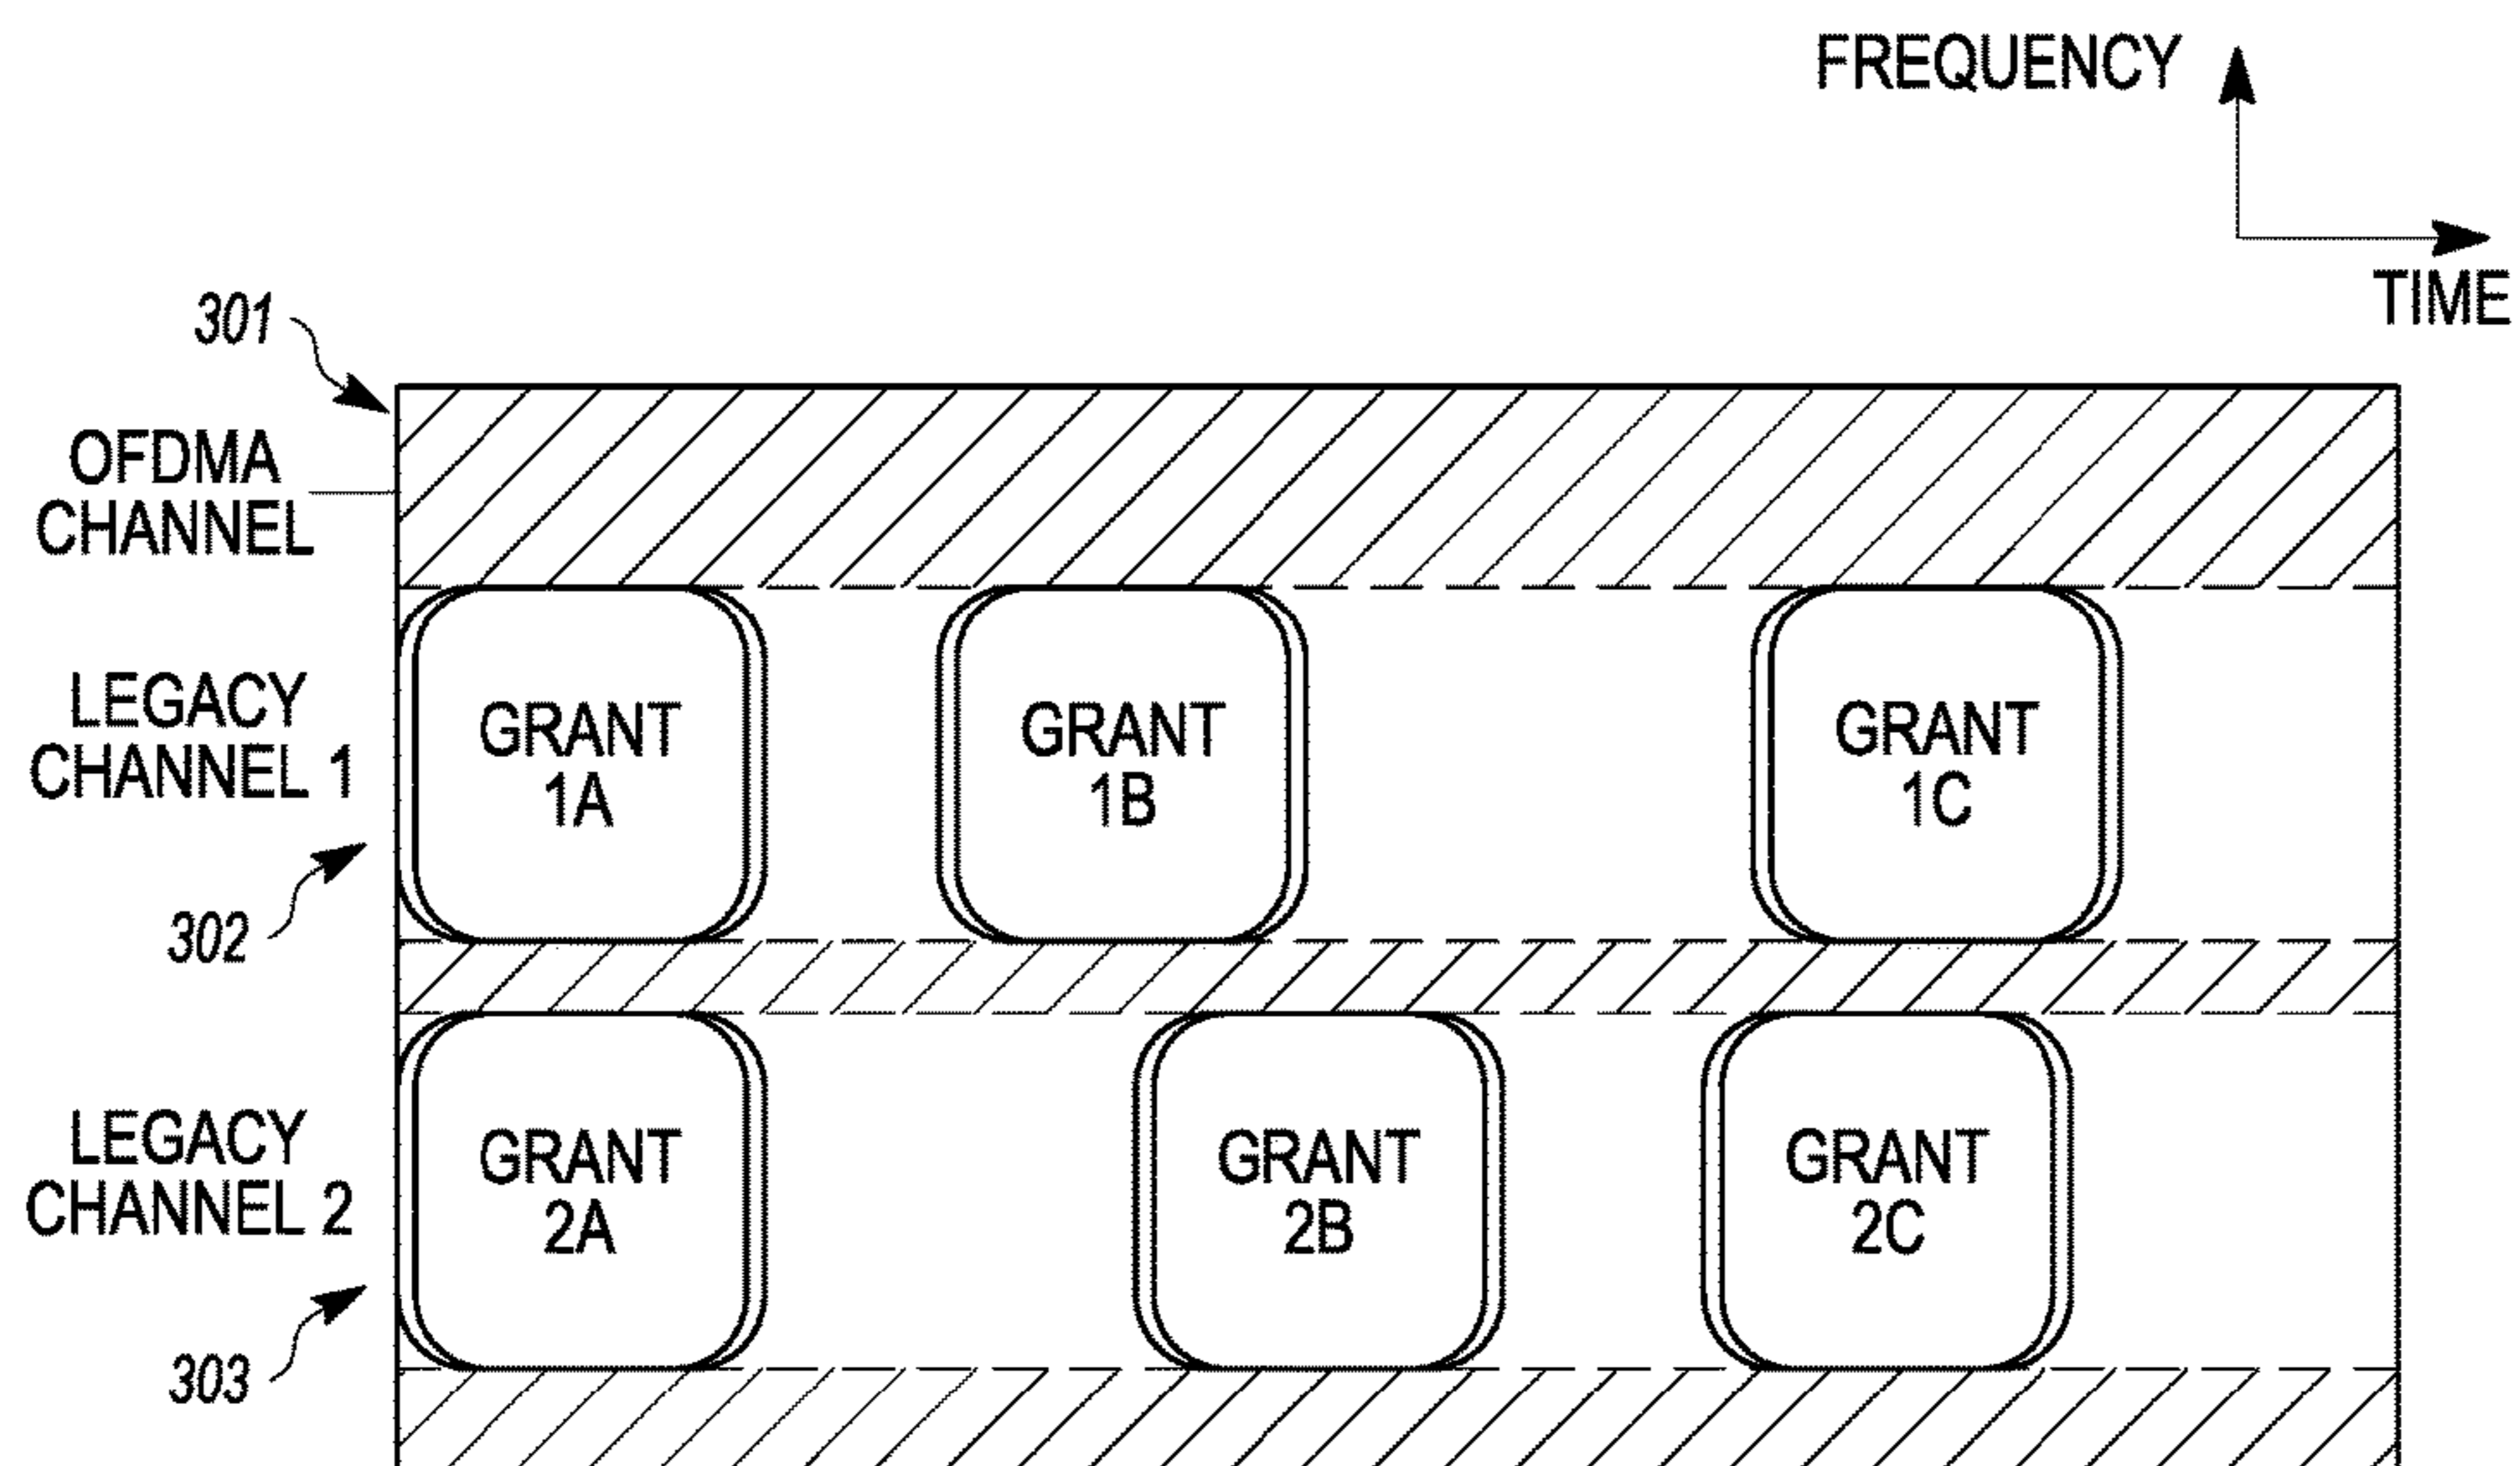 FREQUENCY
TIME
301
OFDMA
CHANNEL
LEGACY
CHANNEL 1
302
GRANT
1A
GRANT
1B
GRANT
1C
LEGACY
CHANNEL 2
303
GRANT
2A
GRANT
2B
GRANT
2C